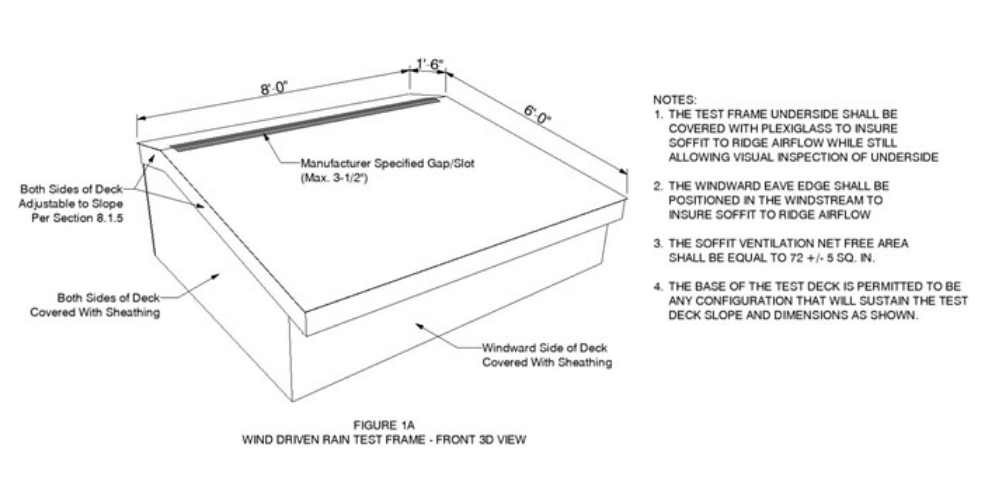 8'-0"
1'-6"
6'-0"
Manufacturer Specified Gap/Slot
(Max. 3-1/2")
Both Sides of Deck
Adjustable to Slope
Per Section 8.1.5
Both Sides of Deck
Covered With Sheathing
Windward Side of Deck
Covered With Sheathing
FIGURE 1A
WIND DRIVEN RAIN TEST FRAME - FRONT 3D VIEW
NOTES:
1. THE TEST FRAME UNDERSIDE SHALL BE
COVERED WITH PLEXIGLASS TO INSURE
SOFFIT TO RIDGE AIRFLOW WHILE STILL
ALLOWING VISUAL INSPECTION OF UNDERSIDE
2. THE WINDWARD EAVE EDGE SHALL BE
POSITIONED IN THE WINDSTREAM TO
INSURE SOFFIT TO RIDGE AIRFLOW
3. THE SOFFIT VENTILATION NET FREE AREA
SHALL BE EQUAL TO 72 +/- 5 SQ. IN.
4. THE BASE OF THE TEST DECK IS PERMITTED TO BE
ANY CONFIGURATION THAT WILL SUSTAIN THE TEST
DECK SLOPE AND DIMENSIONS AS SHOWN.